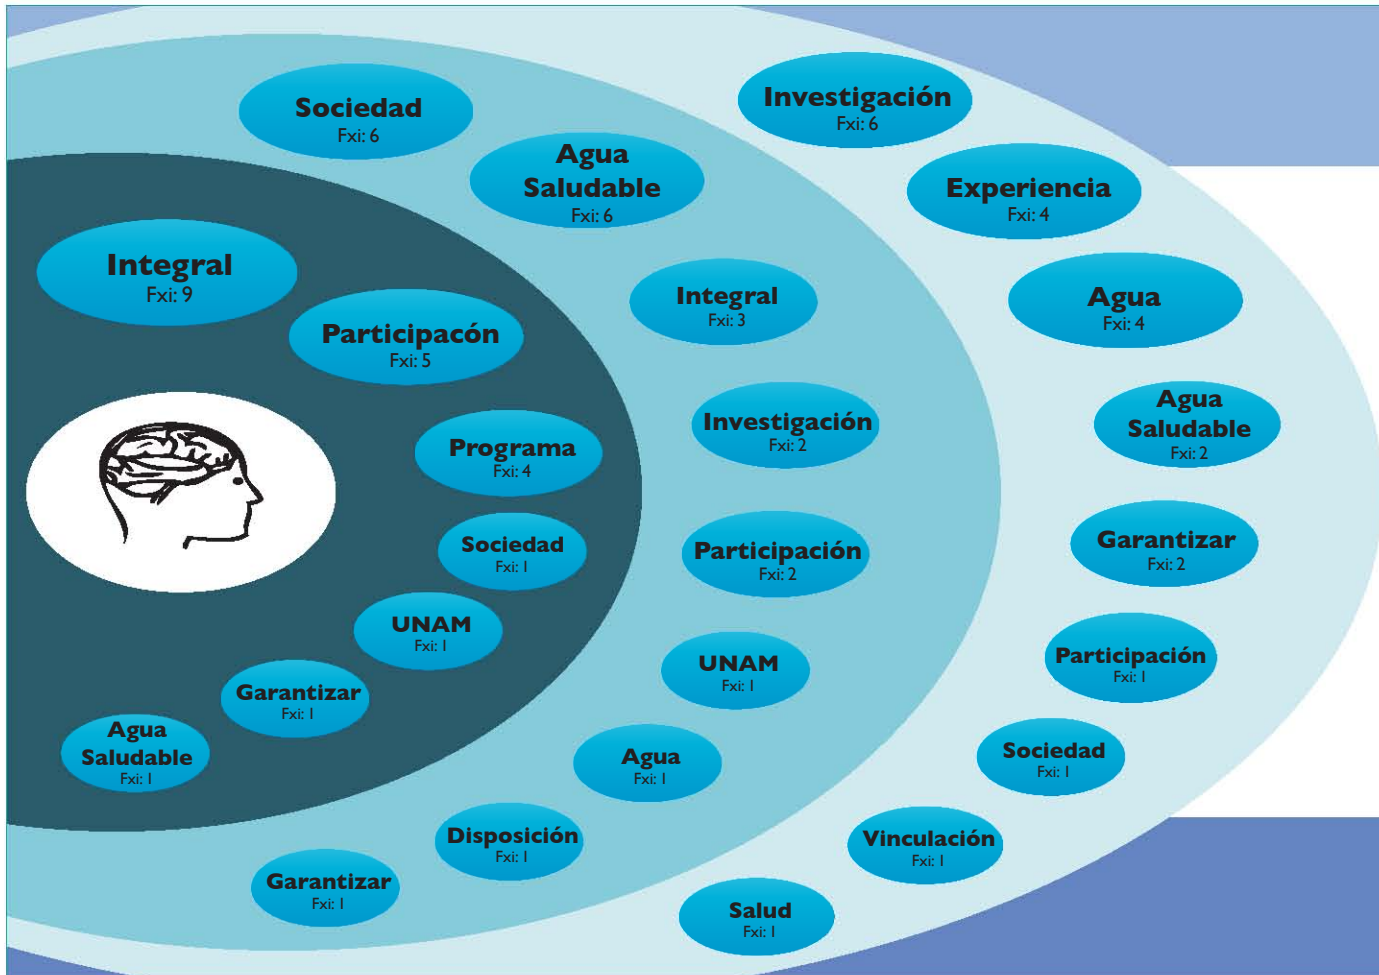 Integral
Fxi: 9
Participacón
Fxi: 5
Programa
Fxi: 4
Sociedad
Fxi: 1
UNAM
Fxi: 1
Garantizar
Fxi: 1
Agua
Saludable
Fxi: 1
Sociedad
Fxi: 6
Agua
Saludable
Fxi: 6
Integral
Fxi: 3
Investigación
Fxi: 2
Participación
Fxi: 2
UNAM
Fxi: 1
Agua
Fxi: 1
Disposición
Fxi: 1
Garantizar
Fxi: 1
Investigación
Fxi: 6
Experiencia
Fxi: 4
Agua
Fxi: 4
Agua
Saludable
Fxi: 2
Garantizar
Fxi: 2
Participación
Fxi: 1
Sociedad
Fxi: 1
Vinculación
Fxi: 1
Salud
Fxi: 1